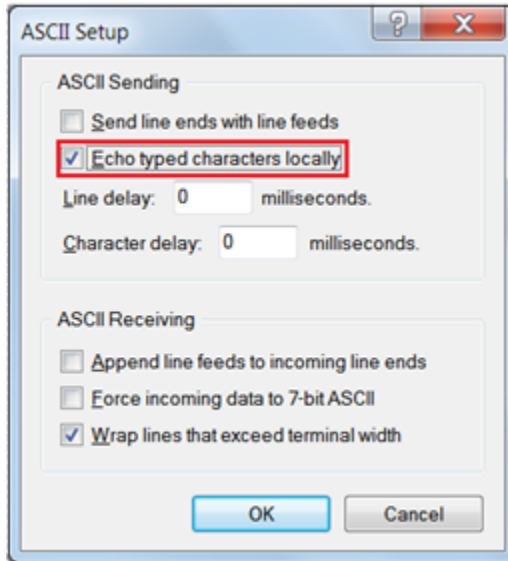 ASCII Setup
ASCII Sending
Send line ends with line feeds
Echo typed characters locally
Line delay: 0 milliseconds.
Character delay: 0 milliseconds.
ASCII Receiving
Append line feeds to incoming line ends
Force incoming data to 7-bit ASCII
Wrap lines that exceed terminal width
OK Cancel